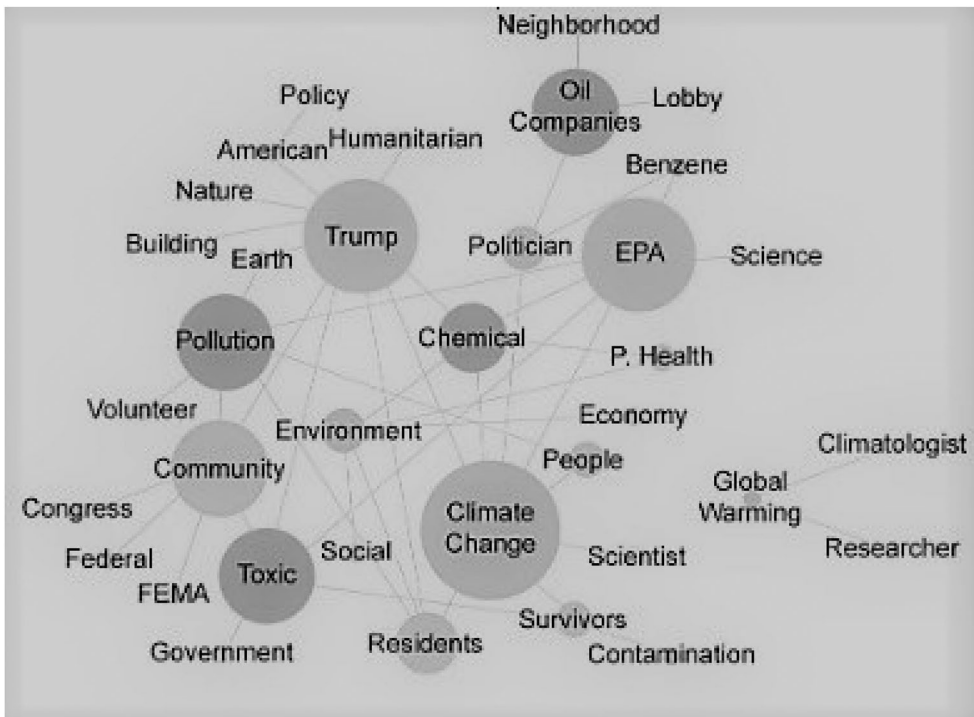 Neighborhood
Oil
Companies
Lobby
Policy
American
Humanitarian
Benzene
Nature
Trump
Politician
EPA
Science
Building
Earth
Pollution
Chemical
P. Health
Volunteer
Environment
Economy
Community
People
Climatologist
Global
Warming
Congress
Climate
Change
Federal
Social
Scientist
Researcher
FEMA
Toxic
Survivors
Government
Residents
Contamination